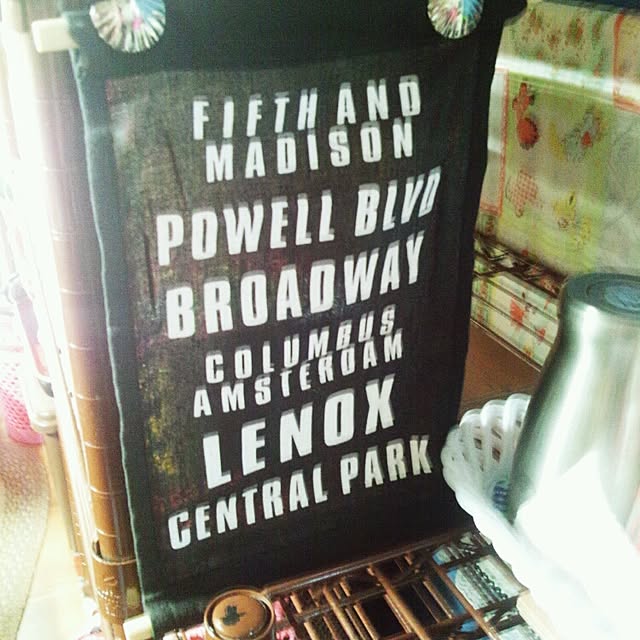 FIFTH AND
MADISON
POWELL BLVD
BROADWAY
COLUMBUS
AMSTERDAM
LENOX
CENTRAL PARK